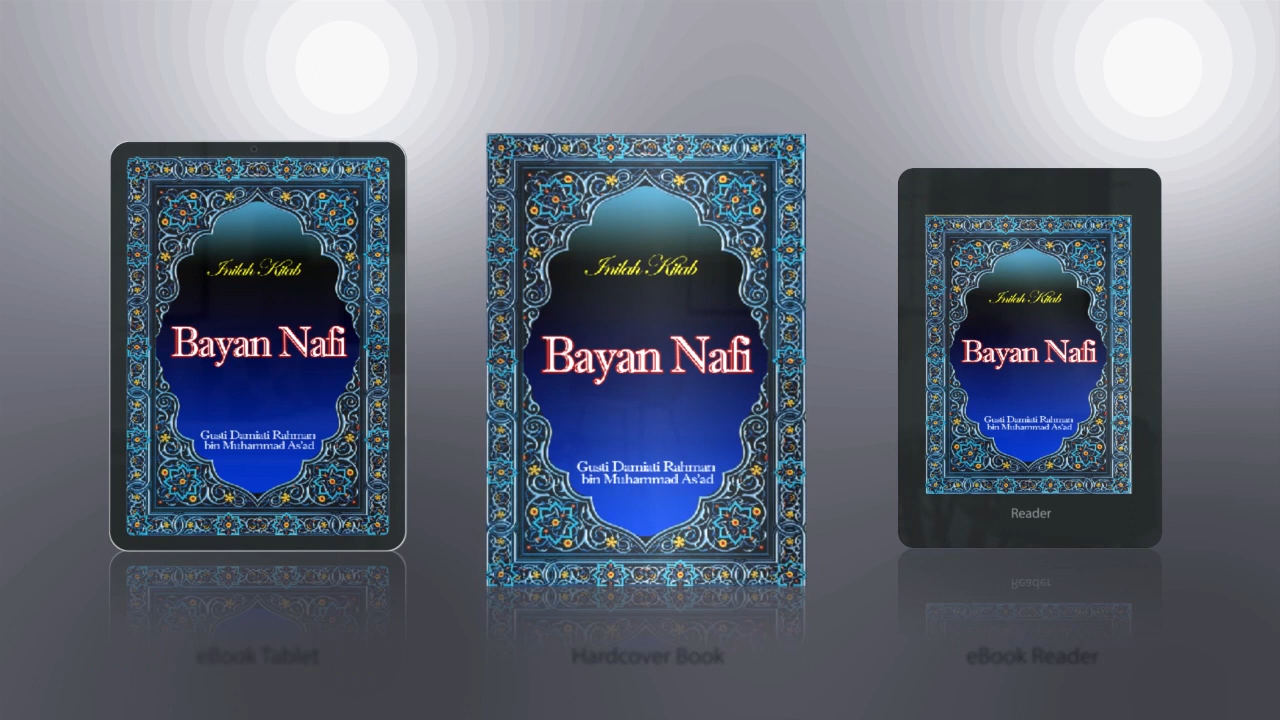 Inilah Kitab
Bayan Nafi
Gusti Damiati Rahman
bin Muhammad As'ad
eBook Tablet
Inilah Kitab
Bayan Nafi
Gusti Damiati Rahman
bin Muhammad As'ad
Hardcover Book
Inilah Kitab
Bayan Nafi
Gusti Damiati Rahman
bin Muhammad As'ad
Reader
eBook Reader